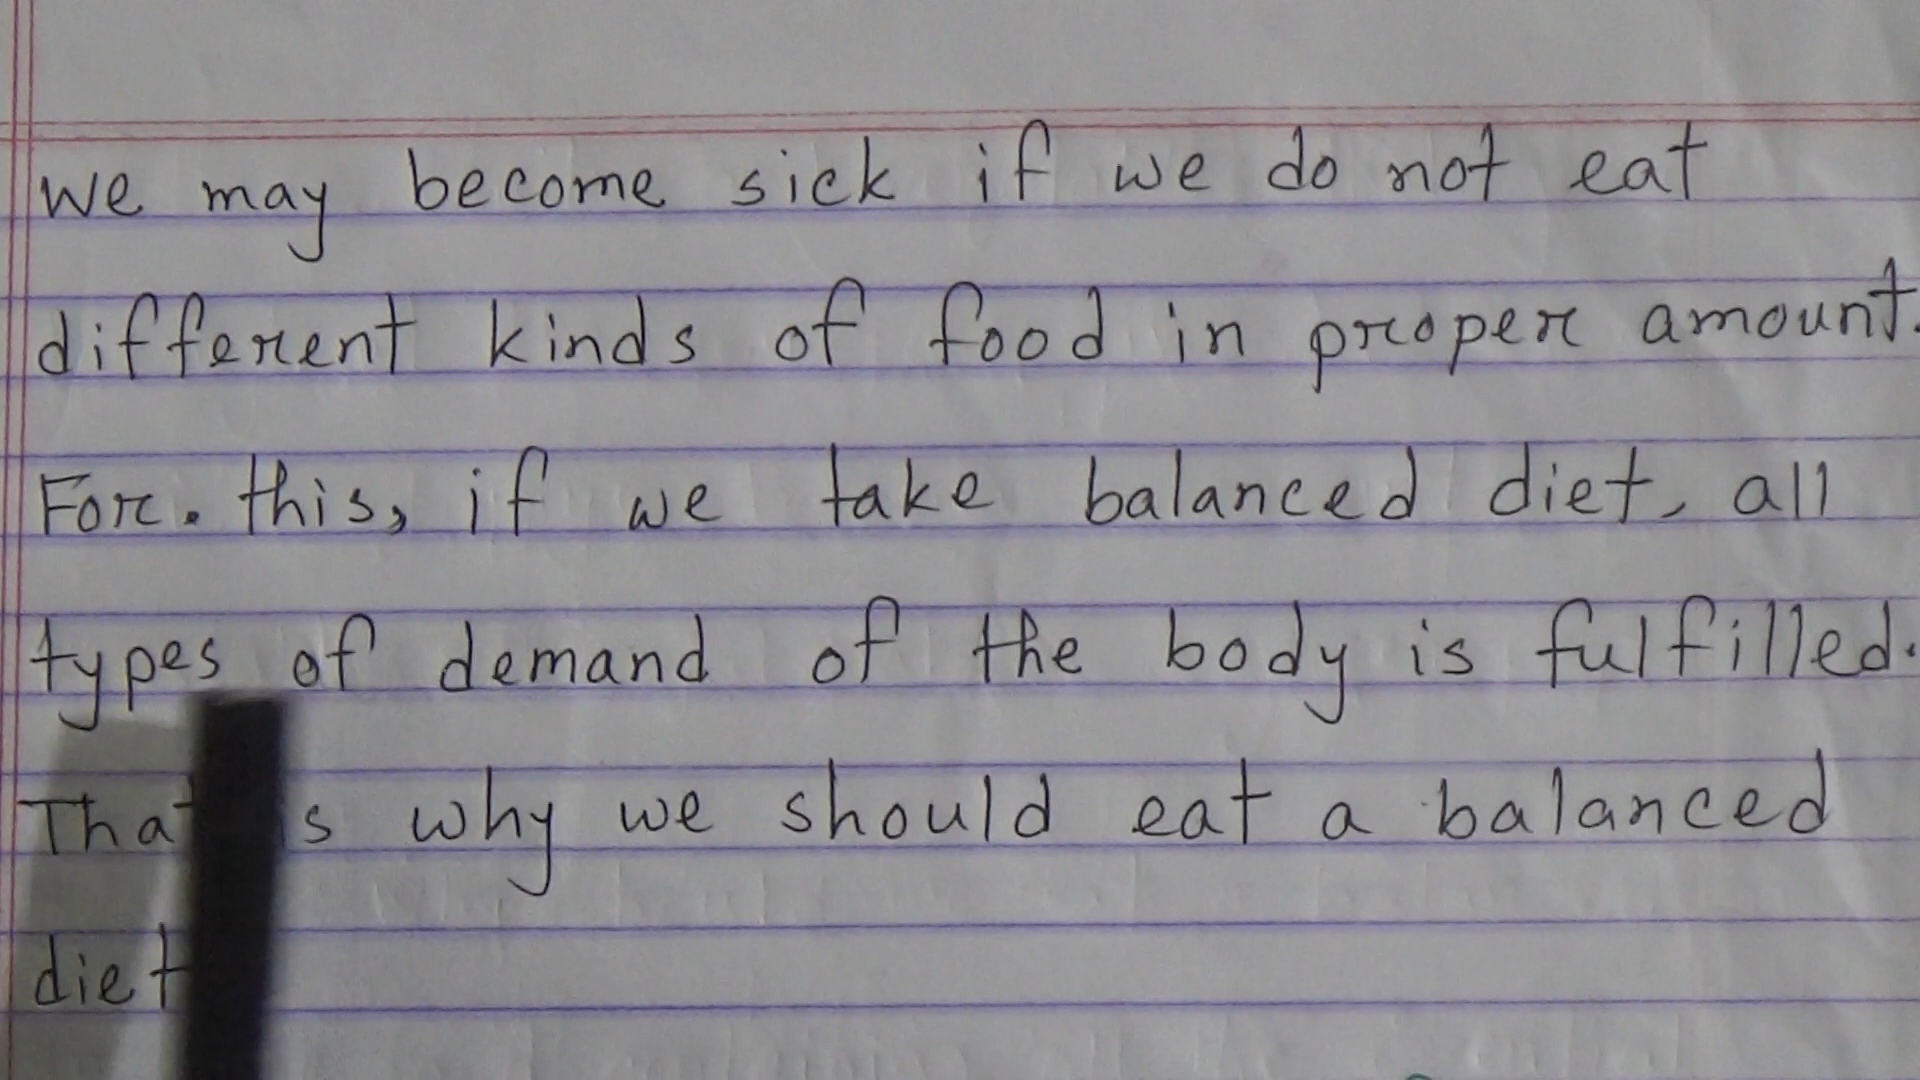 We may become sick if we do not eat
different kinds of food in proper amount.
For. this, if we take balanced diet, all
types of demand of the body is fulfilled.
That is why we should eat a balanced
diet